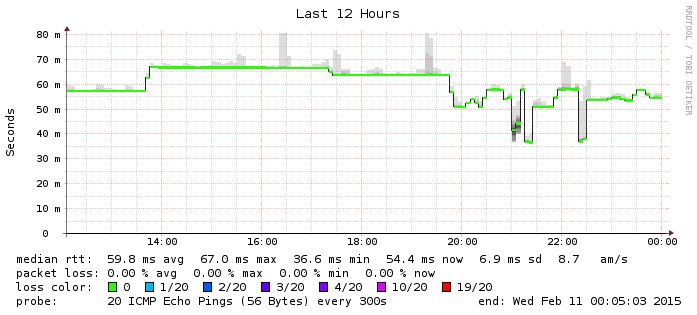 Last 12 Hours
RRDTOOL / TOBI OETIKER
Seconds
80 m
70 m
60 m
50 m
40 m
30 m
20 m
10 m
0
14:00 16:00 18:00 20:00 22:00 00:00
median rtt: 59.8 ms avg 67.0 ms max 36.6 ms min 54.4 ms now 6.9 ms sd 8.7 am/s
packet loss: 0.00 % avg 0.00 % max 0.00 % min 0.00 % now
loss color: 0 1/20 2/20 3/20 4/20 10/20 19/20
probe: 20 ICMP Echo Pings (56 Bytes) every 300s end: Wed Feb 11 00:05:03 2015